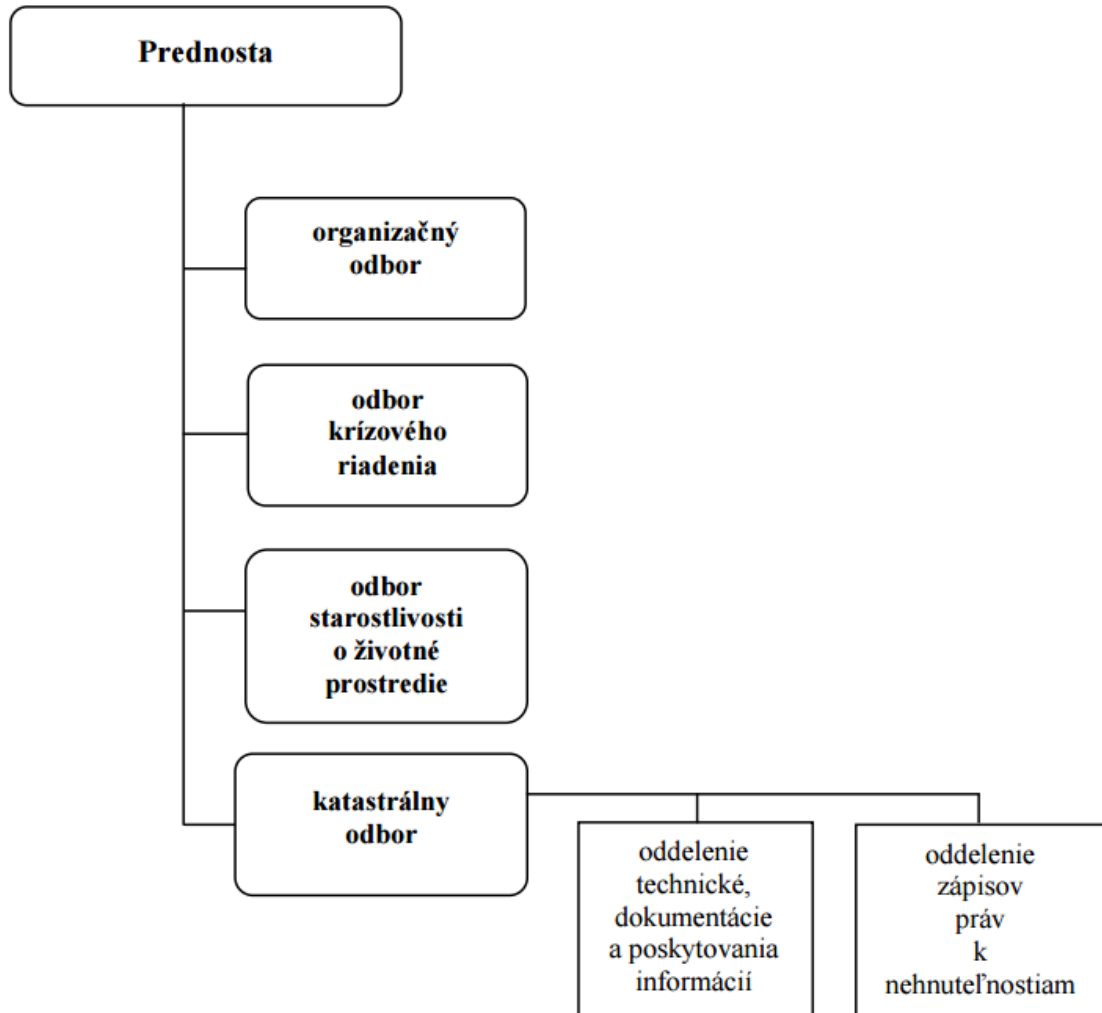 Prednosta
organizačný
odbor
odbor
krízového
riadenia
odbor
starostlivosti
o životné
prostredie
katastrálny
odbor
oddelenie
technické,
dokumentácie
a poskytovania
informácií
oddelenie
zápisov
práv
k
nehnuteľnostiam